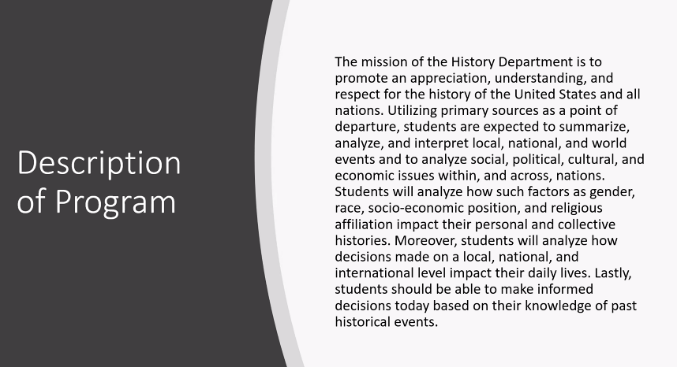 Description
of Program
The mission of the History Department is to
promote an appreciation, understanding, and
respect for the history of the United States and all
nations. Utilizing primary sources as a point of
departure, students are expected to summarize,
analyze, and interpret local, national, and world
events and to analyze social, political, cultural, and
economic issues within, and across, nations.
Students will analyze how such factors as gender,
race, socio-economic position, and religious
affiliation impact their personal and collective
histories. Moreover, students will analyze how
decisions made on a local, national, and
international level impact their daily lives. Lastly,
students should be able to make informed
decisions today based on their knowledge of past
historical events.